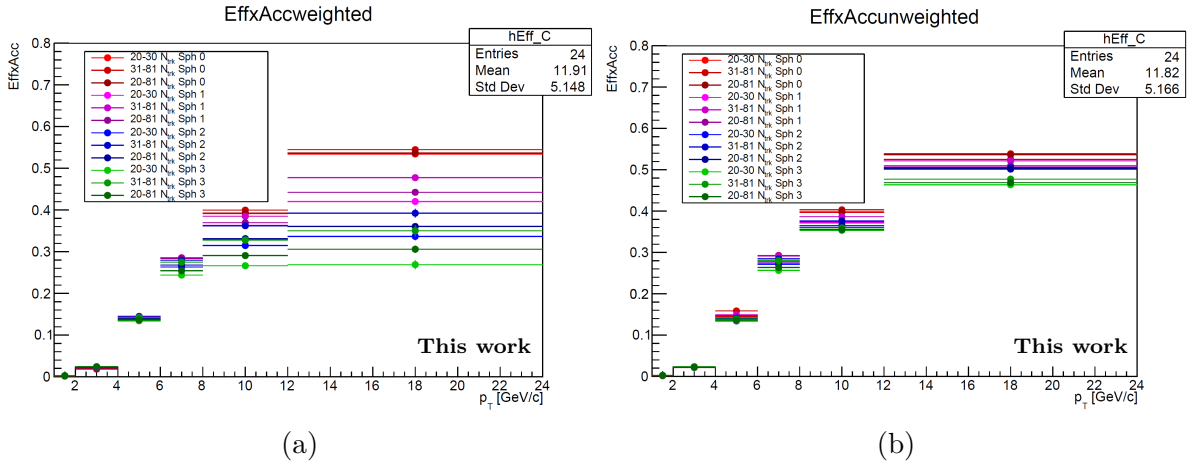 EffxAccweighted
hEff_C
Entries 24
Mean 11.91
Std Dev 5.148
EffxAcc
0.8
0.7
0.6
0.5
0.4
0.3
0.2
0.1
0
20-30 N_trk Sph 0
31-81 N_trk Sph 0
20-81 N_trk Sph 0
20-30 N_trk Sph 1
31-81 N_trk Sph 1
20-81 N_trk Sph 1
20-30 N_trk Sph 2
31-81 N_trk Sph 2
20-81 N_trk Sph 2
20-30 N_trk Sph 3
31-81 N_trk Sph 3
20-81 N_trk Sph 3
This work
2 4 6 8 10 12 14 16 18 20 22 24
p_T [GeV/c]
(a)
EffxAccunweighted
hEff_C
Entries 24
Mean 11.82
Std Dev 5.166
EffxAcc
0.8
0.7
0.6
0.5
0.4
0.3
0.2
0.1
0
20-30 N_trk Sph 0
31-81 N_trk Sph 0
20-81 N_trk Sph 0
20-30 N_trk Sph 1
31-81 N_trk Sph 1
20-81 N_trk Sph 1
20-30 N_trk Sph 2
31-81 N_trk Sph 2
20-81 N_trk Sph 2
20-30 N_trk Sph 3
31-81 N_trk Sph 3
20-81 N_trk Sph 3
This work
2 4 6 8 10 12 14 16 18 20 22 24
p_T [GeV/c]
(b)